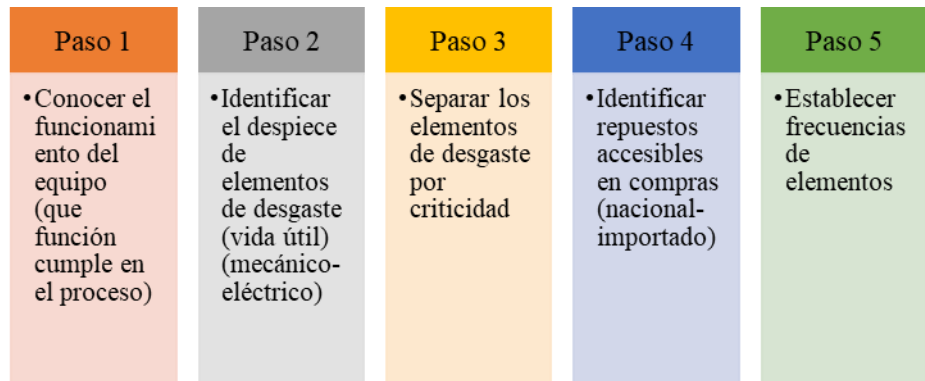 Paso 1
•Conocer el
funcionami
ento del
equipo
(que
función
cumple en
el proceso)
Paso 2
•Identificar
el despiece
de
elementos
de desgaste
(vida útil)
(mecánico-
eléctrico)
Paso 3
•Separar los
elementos
de desgaste
por
criticidad
Paso 4
•Identificar
repuestos
accesibles
en compras
(nacional-
importado)
Paso 5
•Establecer
frecuencias
de
elementos